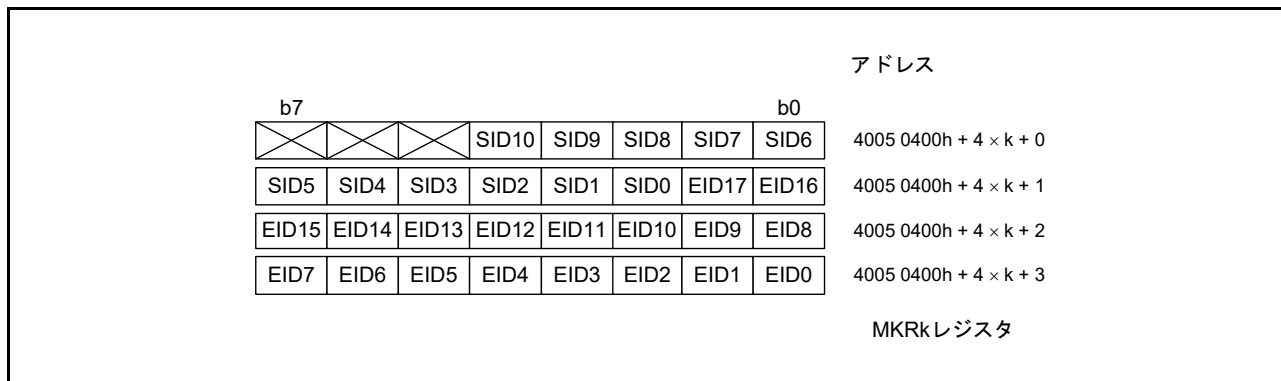 アドレス
b7 b0
SID10 SID9 SID8 SID7 SID6 4005 0400h + 4 × k + 0
SID5 SID4 SID3 SID2 SID1 SID0 EID17 EID16 4005 0400h + 4 × k + 1
EID15 EID14 EID13 EID12 EID11 EID10 EID9 EID8 4005 0400h + 4 × k + 2
EID7 EID6 EID5 EID4 EID3 EID2 EID1 EID0 4005 0400h + 4 × k + 3
MKRkレジスタ